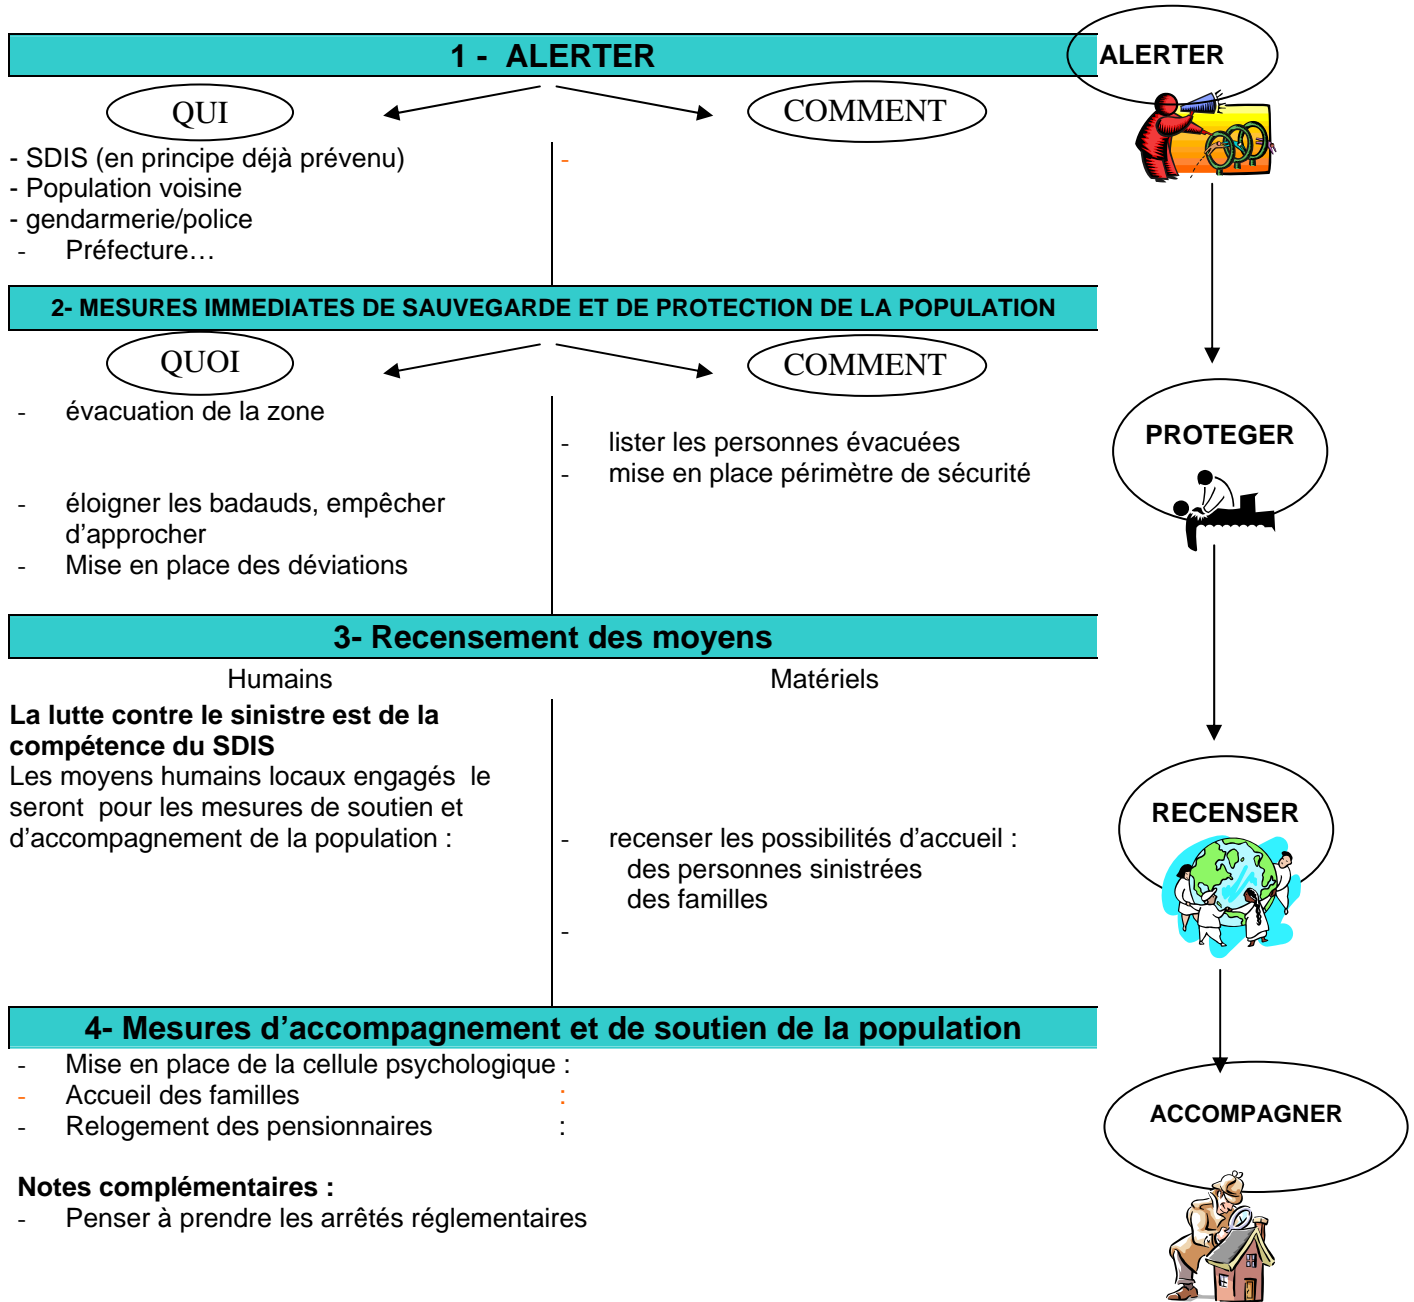 1 - ALERTER
ALERTER
QUI
COMMENT
- SDIS (en principe déjà prévenu)
- Population voisine
- gendarmerie/police
- Préfecture…
-
2- MESURES IMMEDIATES DE SAUVEGARDE ET DE PROTECTION DE LA POPULATION
QUOI
COMMENT
- évacuation de la zone
- éloigner les badauds, empêcher
d’approcher
- Mise en place des déviations
- lister les personnes évacuées
- mise en place périmètre de sécurité
PROTEGER
3- Recensement des moyens
Humains
Matériels
La lutte contre le sinistre est de la
compétence du SDIS
Les moyens humains locaux engagés le
seront pour les mesures de soutien et
d’accompagnement de la population :
- recenser les possibilités d’accueil :
des personnes sinistrées
des familles
-
RECENSER
4- Mesures d’accompagnement et de soutien de la population
- Mise en place de la cellule psychologique :
- Accueil des familles :
- Relogement des pensionnaires :
ACCOMPAGNER
Notes complémentaires :
- Penser à prendre les arrêtés réglementaires